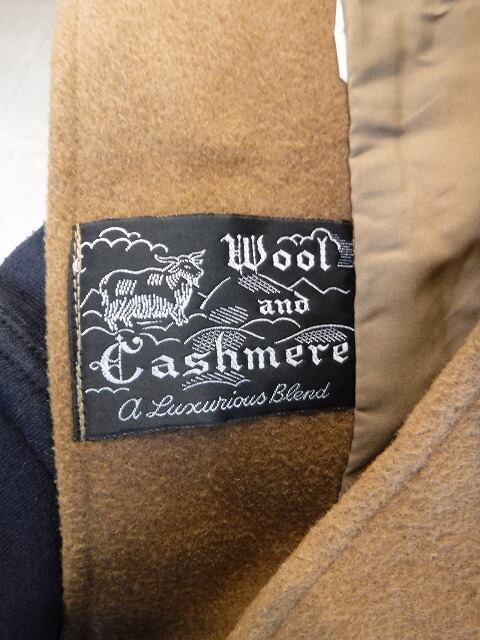 Wool
and
Cashmere
A Luxurious Blend